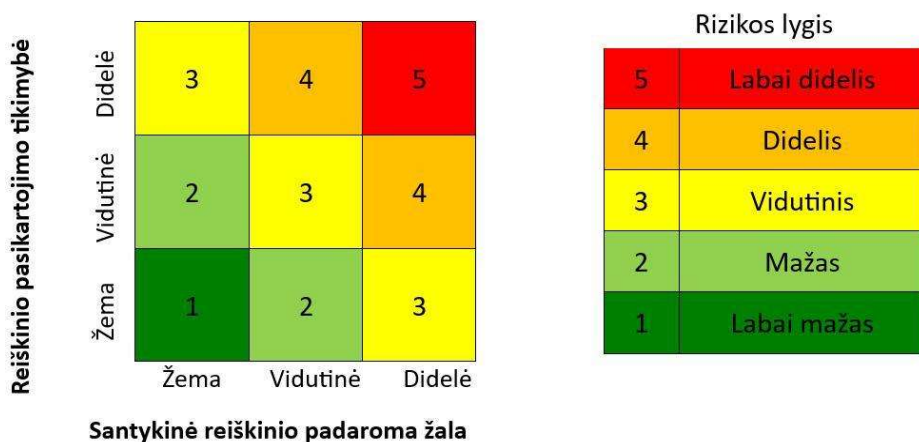 Reiškinio pasikartojimo tikimybė
Didelė
3 4 5
Vidutinė
2 3 4
Žema
1 2 3
Žema Vidutinė Didelė
Santykinė reiškinio padaroma žala
Rizikos lygis
5 Labai didelis
4 Didelis
3 Vidutinis
2 Mažas
1 Labai mažas